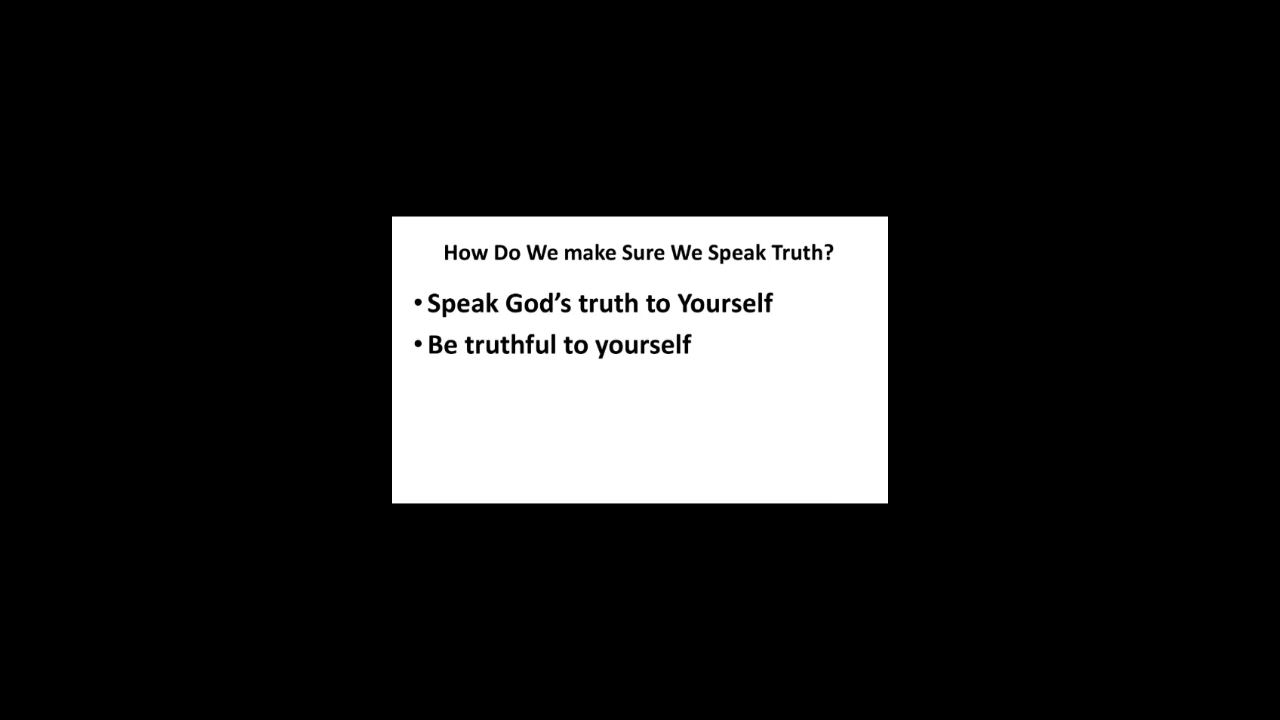 How Do We make Sure We Speak Truth?
• Speak God’s truth to Yourself
• Be truthful to yourself